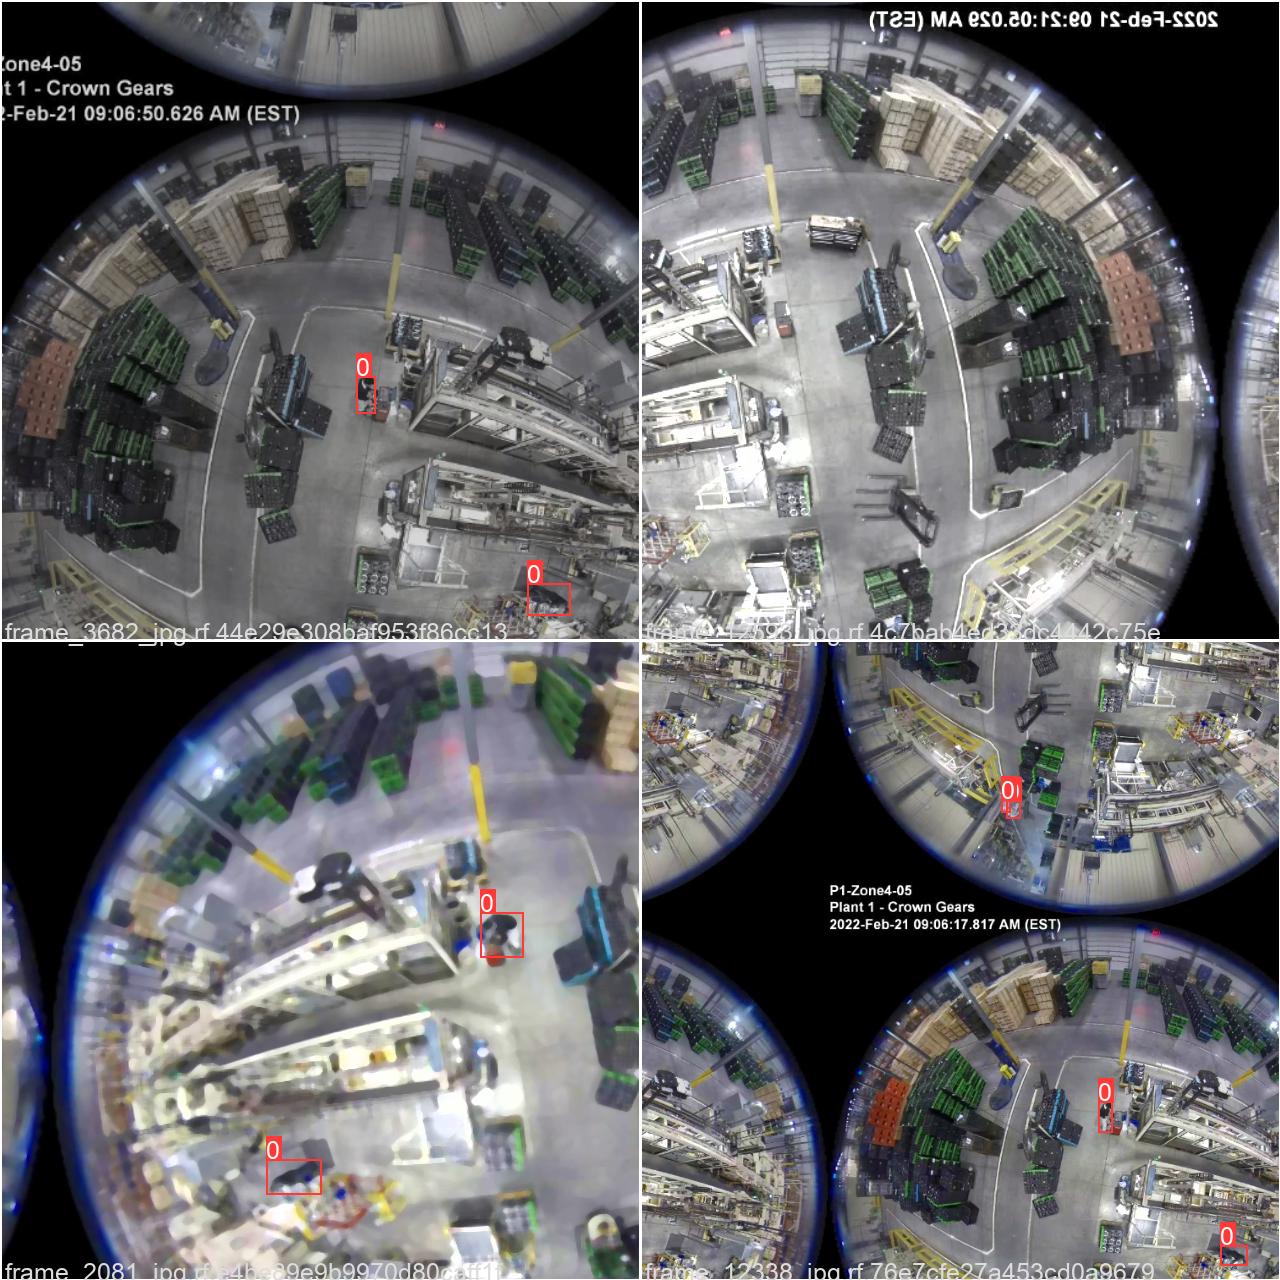 Zone4-05
t 1 - Crown Gears
2-Feb-21 09:06:50.626 AM (EST)
2022-Feb-21 09:21:05.029 AM (EST)
0
0
frame_3682_jpg.rf.44e29e308baf953f86cc13
0
0
0
P1-Zone4-05
Plant 1 - Crown Gears
2022-Feb-21 09:06:17.817 AM (EST)
0
0
frame_12338_jpg.rf.76e7cfe27a453cd0a9679